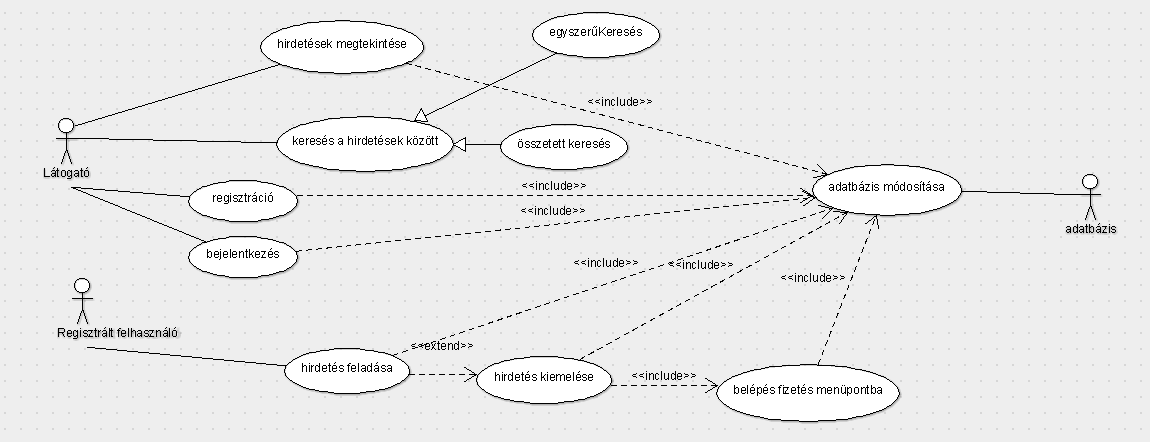 egyszerűKeresés
hirdetések megtekintése
<<include>>
keresés a hirdetések között
összetett keresés
Látogató
<<include>>
adatbázis módosítása
regisztráció
<<include>>
adatbázis
bejelentkezés
<<include>>
<<include>>
<<include>>
Regisztrált felhasználó
<<extend>>
hirdetés feladása
hirdetés kiemelése
<<include>>
belépés fizetés menüpontba